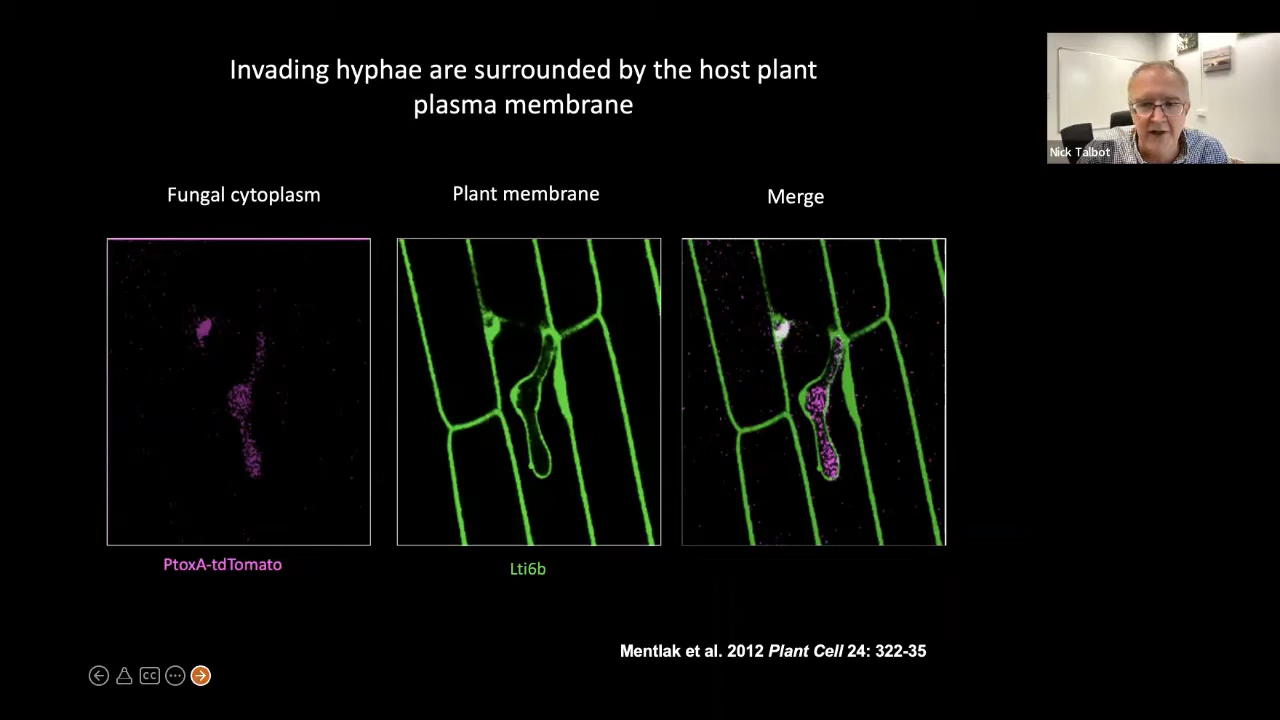 Invading hyphae are surrounded by the host plant
plasma membrane
Nick Talbot
Fungal cytoplasm
Plant membrane
Merge
PtoxA-tdTomato
Lti6b
Mentlak et al. 2012 Plant Cell 24: 322-35
CC